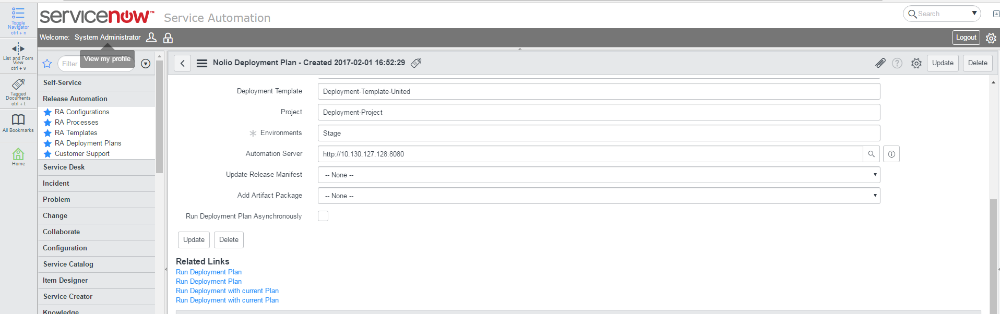 Toggle
Navigator
ctrl + n
List and Form
View
ctrl + v
Tagged
Documents
ctrl + t
All Bookmarks
Home
servicenow™ Service Automation
Search
Welcome: System Administrator
Logout
View my profile
Filter
Self-Service
Release Automation
RA Configurations
RA Processes
RA Templates
RA Deployment Plans
Customer Support
Service Desk
Incident
Problem
Change
Collaborate
Configuration
Service Catalog
Item Designer
Service Creator
Knowledge
Nolio Deployment Plan - Created 2017-02-01 16:52:29
Update Delete
Deployment Template Deployment-Template-United
Project Deployment-Project
Environments Stage
Automation Server http://10.130.127.128:8080
Update Release Manifest -- None --
Add Artifact Package -- None --
Run Deployment Plan Asynchronously
Update Delete
Related Links
Run Deployment Plan
Run Deployment Plan
Run Deployment with current Plan
Run Deployment with current Plan